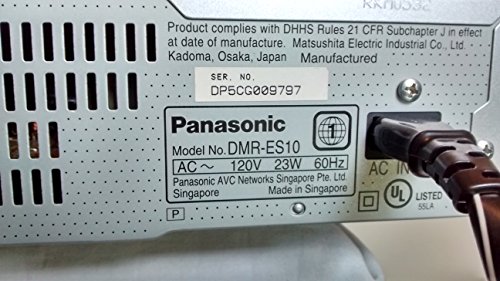 KKHU332
Product complies with DHHS Rules 21 CFR Subchapter J in effect
at date of manufacture. Matsushita Electric Industrial Co., Ltd.
Kadoma, Osaka, Japan Manufactured
SER. NO.
DP5CG009797
Panasonic
1
Model No. DMR-ES10
AC~ 120V 23W 60Hz
Panasonic AVC Networks Singapore Pte. Ltd.
Singapore Made in Singapore
AC IN
UL
LISTED
55LA
P